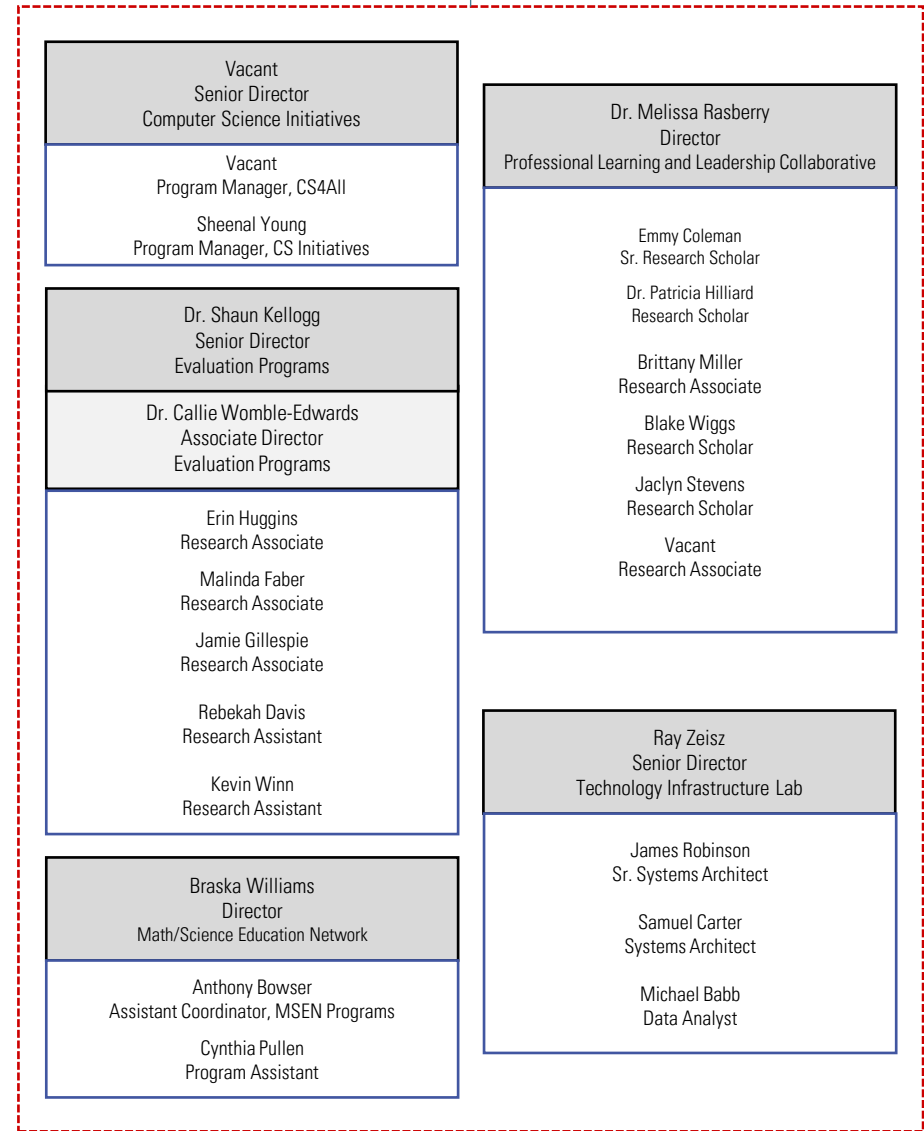 Vacant
Senior Director
Computer Science Initiatives
Vacant
Program Manager, CS4All
Sheenal Young
Program Manager, CS Initiatives
Dr. Shaun Kellogg
Senior Director
Evaluation Programs
Dr. Callie Womble-Edwards
Associate Director
Evaluation Programs
Erin Huggins
Research Associate
Malinda Faber
Research Associate
Jamie Gillespie
Research Associate
Rebekah Davis
Research Assistant
Kevin Winn
Research Assistant
Braska Williams
Director
Math/Science Education Network
Anthony Bowser
Assistant Coordinator, MSEN Programs
Cynthia Pullen
Program Assistant
Dr. Melissa Rasberry
Director
Professional Learning and Leadership Collaborative
Emmy Coleman
Sr. Research Scholar
Dr. Patricia Hilliard
Research Scholar
Brittany Miller
Research Associate
Blake Wiggs
Research Scholar
Jaclyn Stevens
Research Scholar
Vacant
Research Associate
Ray Zeisz
Senior Director
Technology Infrastructure Lab
James Robinson
Sr. Systems Architect
Samuel Carter
Systems Architect
Michael Babb
Data Analyst